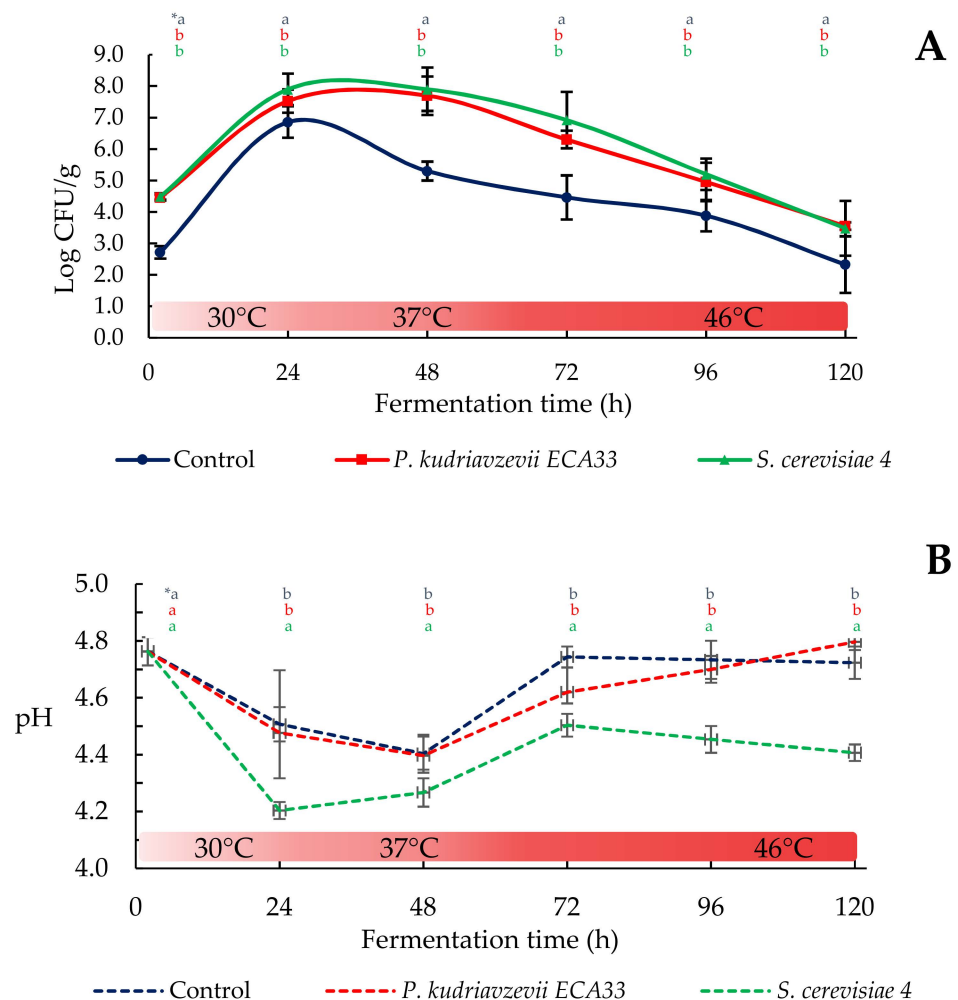 *a a a a a a
b b b b b b
b b b b b b
A
9.0
8.0
7.0
6.0
5.0
4.0
3.0
2.0
1.0
0.0
Log CFU/g
30°C 37°C 46°C
0 24 48 72 96 120
Fermentation time (h)
Control P. kudriavzevii ECA33 S. cerevisiae 4
B
*a b b b b b
a b b b b b
a a a a a a
5.0
4.8
4.6
4.4
4.2
4.0
pH
30°C 37°C 46°C
0 24 48 72 96 120
Fermentation time (h)
Control P. kudriavzevii ECA33 S. cerevisiae 4